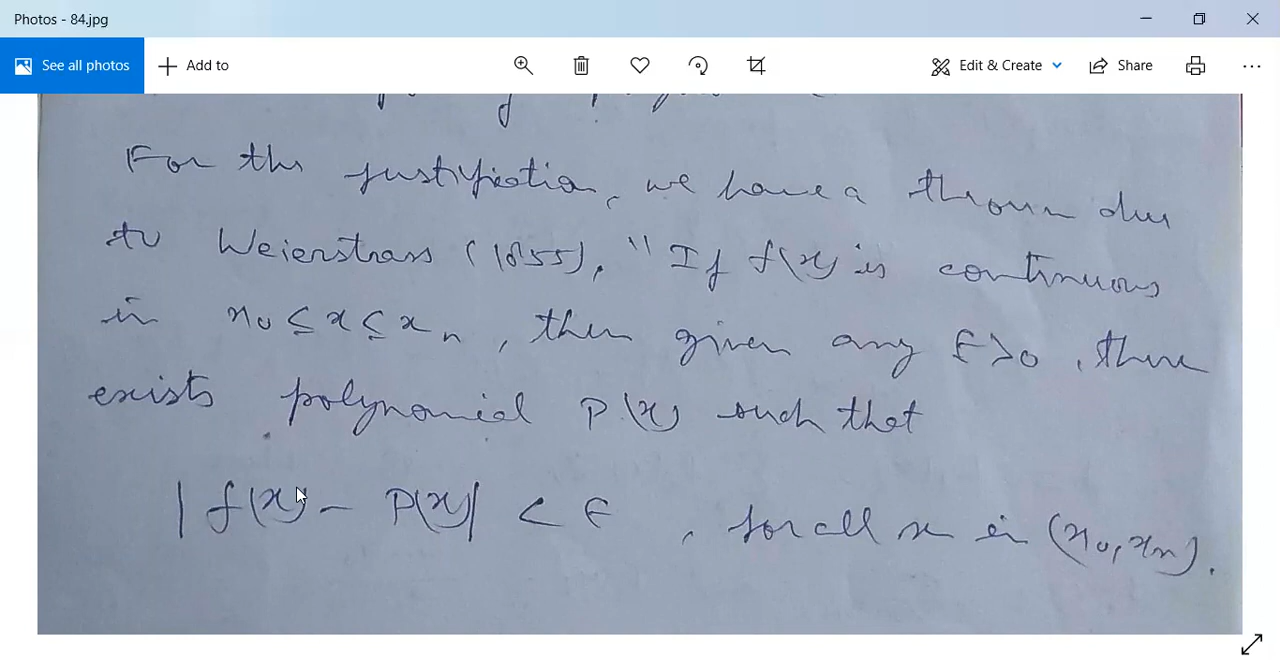 Photos - 84.jpg
See all photos
Add to
Edit & Create
Share
For the justification, we have a theorem due
to Weierstrass (1855), "If f(x) is continuous
in x₀ ≤ x ≤ xₙ, then given any ε>0, there
exists polynomial P(x) such that
|f(x) - P(x)| < ε, for all x in (x₀, xₙ).